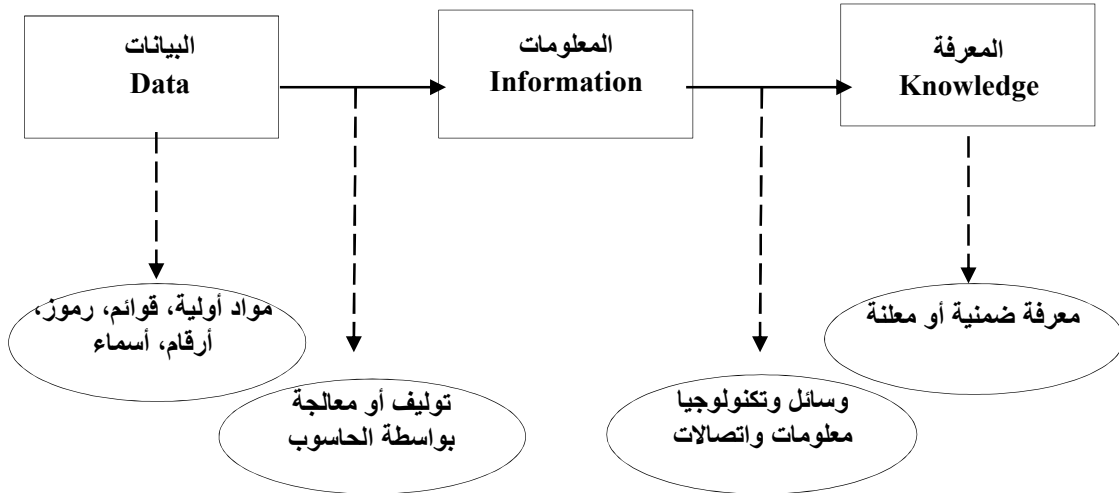 البيانات
Data
المعلومات
Information
المعرفة
Knowledge
مواد أولية، قوائم، رموز،
أرقام، أسماء
توليف أو معالجة
بواسطة الحاسوب
وسائل وتكنولوجيا
معلومات واتصالات
معرفة ضمنية أو معلنة